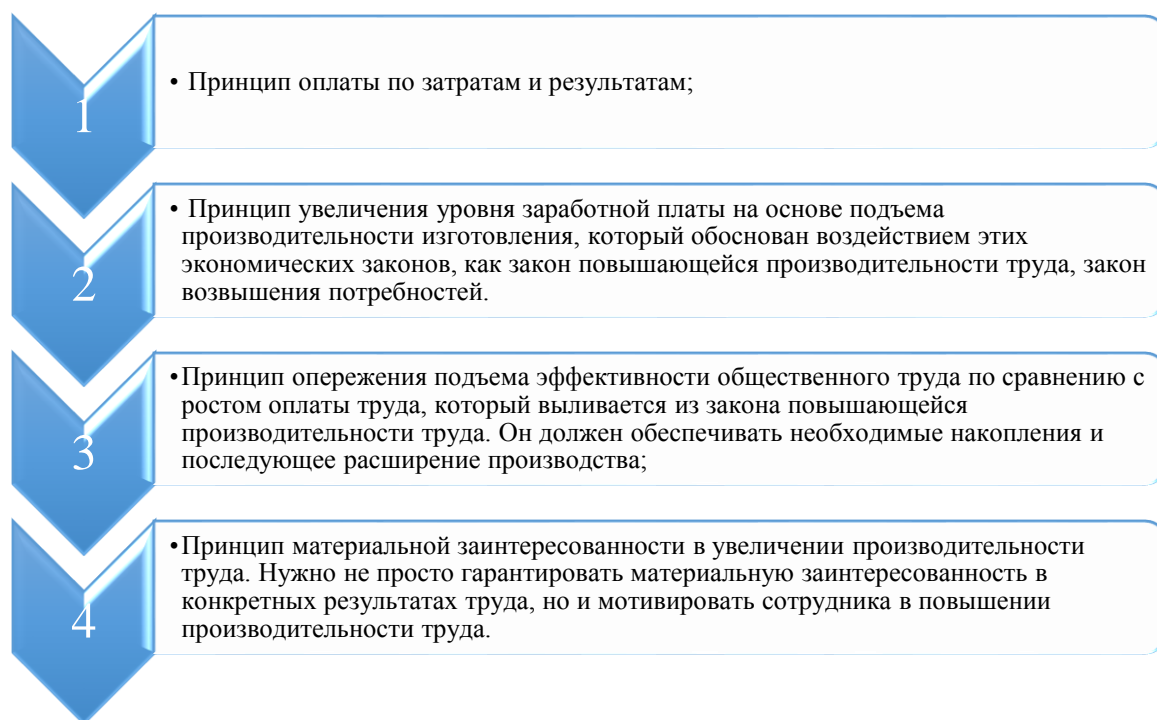 1
• Принцип оплаты по затратам и результатам;
2
• Принцип увеличения уровня заработной платы на основе подъема
производительности изготовления, который обоснован воздействием этих
экономических законов, как закон повышающейся производительности труда, закон
возвышения потребностей.
3
•Принцип опережения подъема эффективности общественного труда по сравнению с
ростом оплаты труда, который выливается из закона повышающейся
производительности труда. Он должен обеспечивать необходимые накопления и
последующее расширение производства;
4
•Принцип материальной заинтересованности в увеличении производительности
труда. Нужно не просто гарантировать материальную заинтересованность в
конкретных результатах труда, но и мотивировать сотрудника в повышении
производительности труда.